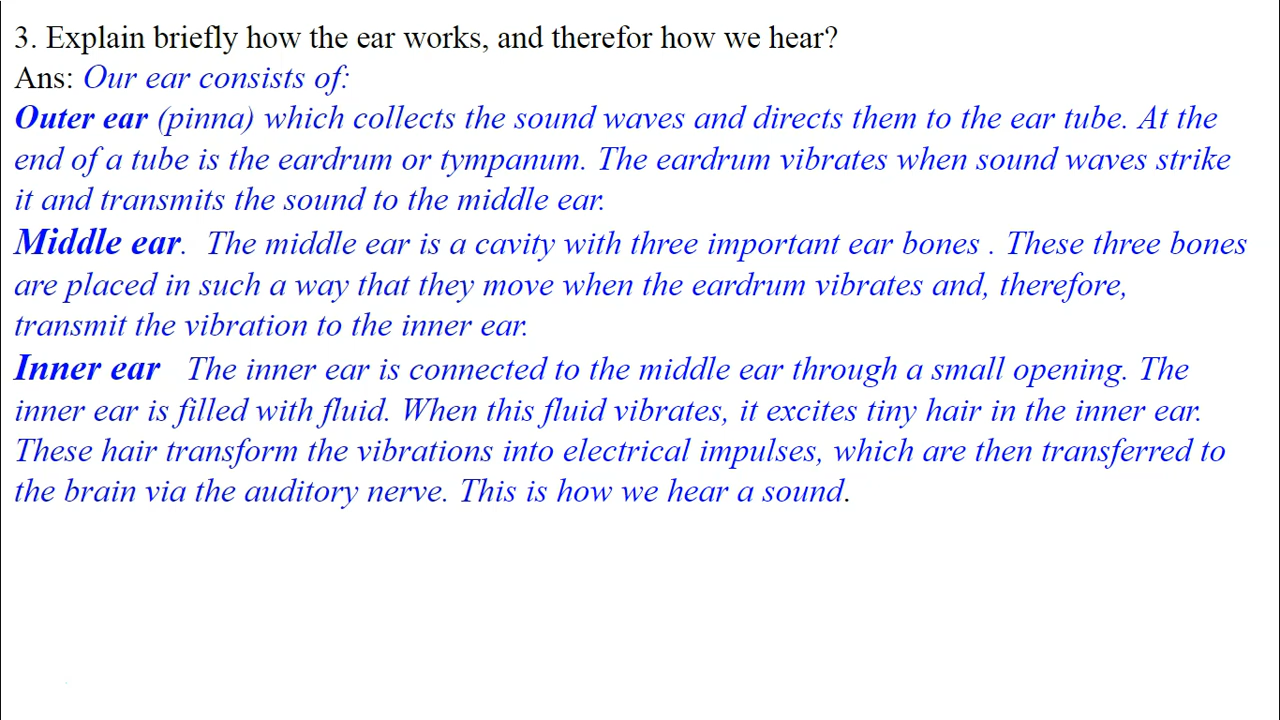 3. Explain briefly how the ear works, and therefor how we hear?
Ans: Our ear consists of:
Outer ear (pinna) which collects the sound waves and directs them to the ear tube. At the
end of a tube is the eardrum or tympanum. The eardrum vibrates when sound waves strike
it and transmits the sound to the middle ear.
Middle ear. The middle ear is a cavity with three important ear bones . These three bones
are placed in such a way that they move when the eardrum vibrates and, therefore,
transmit the vibration to the inner ear.
Inner ear The inner ear is connected to the middle ear through a small opening. The
inner ear is filled with fluid. When this fluid vibrates, it excites tiny hair in the inner ear.
These hair transform the vibrations into electrical impulses, which are then transferred to
the brain via the auditory nerve. This is how we hear a sound.